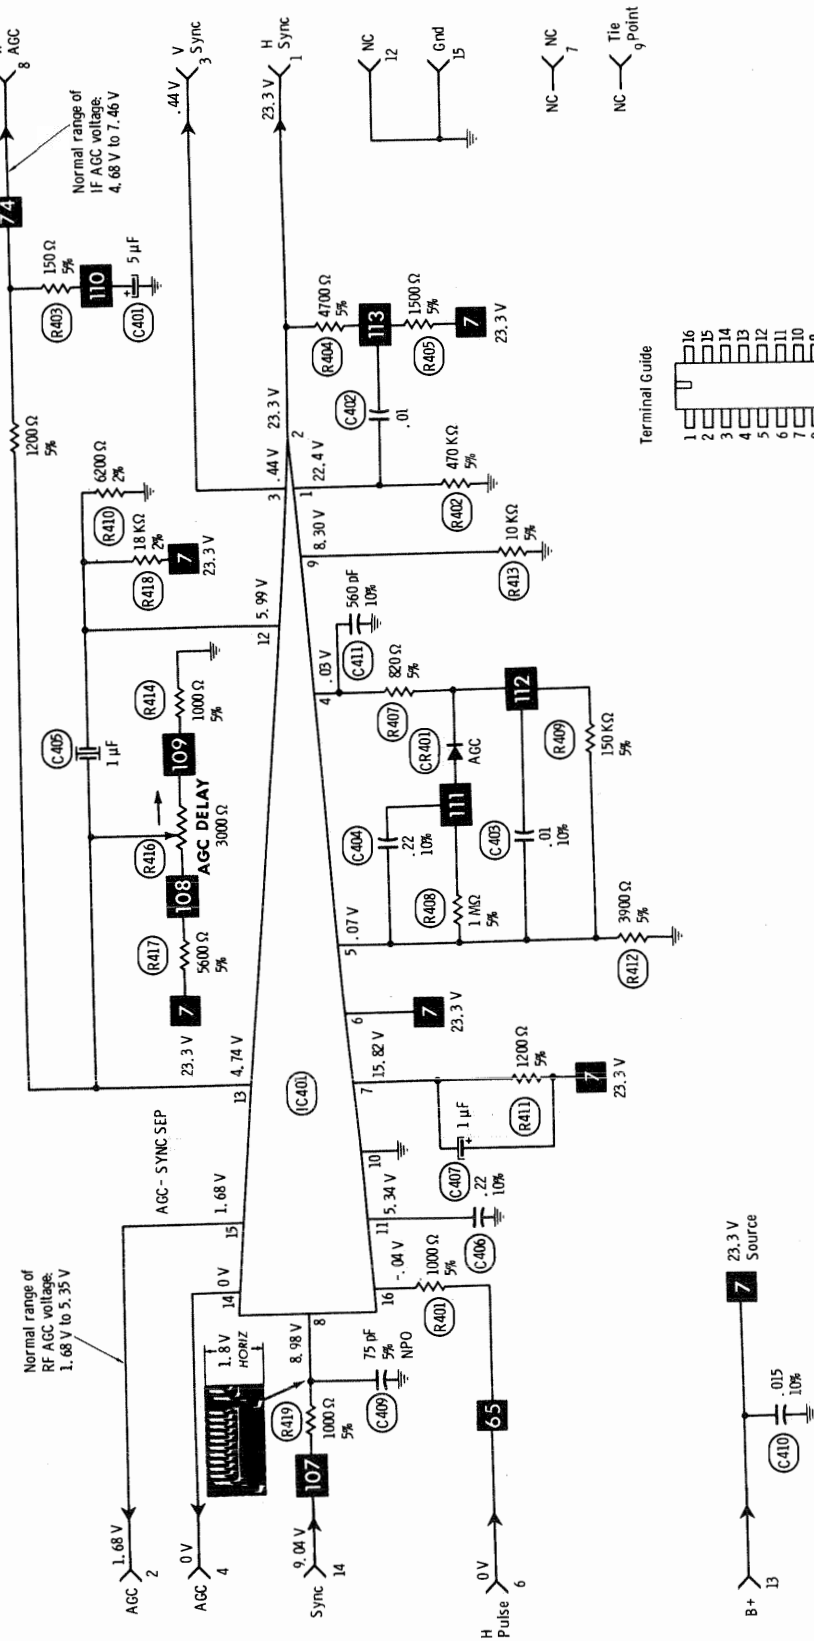 AGC
8
Normal range of
IF AGC voltage:
4.68 V to 7.46 V
74
150 Ω
5%
R403
110
5 µF
+
C401
1200 Ω
5%
V
Sync
3
.44 V
H
Sync
1
23.3 V
NC
12
Gnd
15
NC
7
NC
Tie
Point
9
NC
4700 Ω
5%
R404
113
1500 Ω
5%
R405
7
23.3 V
C402
.01
23.3 V
2
.44 V
3
22.4 V
1
470 KΩ
5%
R402
8.30 V
9
10 KΩ
5%
R413
6200 Ω
2%
R410
18 KΩ
2%
R418
7
23.3 V
5.99 V
12
C405
1 µF
R414
1000 Ω
5%
109
R416
AGC DELAY
3000 Ω
108
R417
5600 Ω
5%
7
23.3 V
4.74 V
13
.03 V
4
560 pF
10%
C411
820 Ω
5%
R407
CR401
AGC
111
112
C404
.22
10%
R408
1 MΩ
5%
C403
.01
10%
R409
150 KΩ
5%
.07 V
5
3900 Ω
5%
R412
6
7
23.3 V
15.82 V
7
1200 Ω
5%
R411
7
23.3 V
1 µF
+
C407
10
5.34 V
11
.22
10%
C406
-.04 V
16
1000 Ω
5%
R401
IC401
AGC - SYNC SEP
1.68 V
15
0 V
14
8.98 V
8
1.8 V
HORIZ
75 pF
5%
NPO
C409
R419
1000 Ω
5%
107
65
Normal range of
RF AGC voltage:
1.68 V to 5.35 V
AGC
2
1.68 V
AGC
4
0 V
Sync
14
9.04 V
H
Pulse
6
0 V
B+
13
7
23.3 V
Source
.015
10%
C410
Terminal Guide
1
16
2
15
3
14
4
13
5
12
6
11
7
10